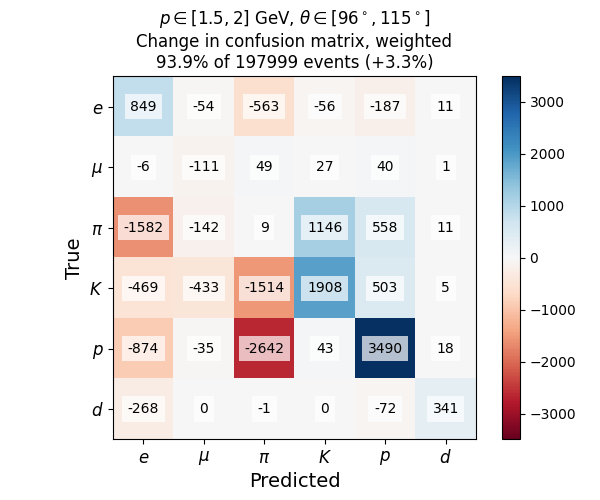 p ∈ [1.5, 2] GeV, θ ∈ [96°, 115°]
Change in confusion matrix, weighted
93.9% of 197999 events (+3.3%)
e 849 -54 -563 -56 -187 11
μ -6 -111 49 27 40 1
π -1582 -142 9 1146 558 11
K -469 -433 -1514 1908 503 5
p -874 -35 -2642 43 3490 18
d -268 0 -1 0 -72 341
e μ π K p d
True
Predicted
3000
2000
1000
0
−1000
−2000
−3000